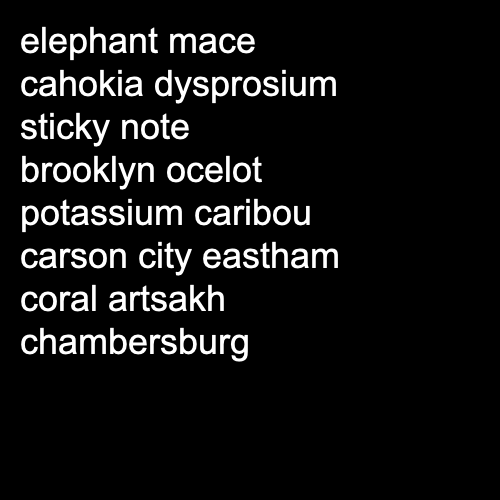 elephant mace
cahokia dysprosium
sticky note
brooklyn ocelot
potassium caribou
carson city eastham
coral artsakh
chambersburg